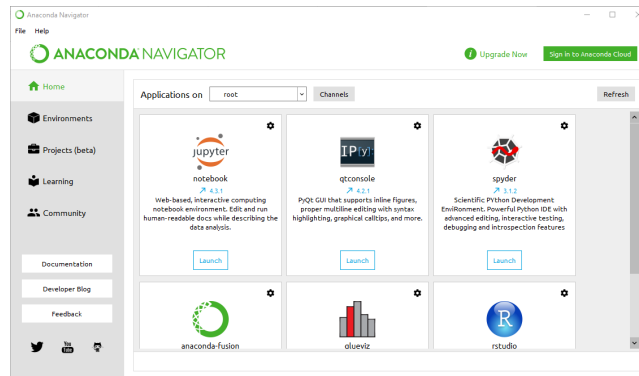 Anaconda Navigator
File Help
ANACONDA NAVIGATOR
Upgrade Now
Sign in to Anaconda Cloud
Home
Environments
Projects (beta)
Learning
Community
Documentation
Developer Blog
Feedback
You
Tube
Applications on
root
Channels
Refresh
jupyter
notebook
4.3.1
Web-based, interactive computing
notebook environment. Edit and run
human-readable docs while describing the
data analysis.
Launch
IP[y]
qtconsole
4.2.1
PyQt GUI that supports inline figures,
proper multiline editing with syntax
highlighting, graphical calltips, and more.
Launch
spyder
3.1.2
Scientific PYthon Development
EnviRonment. Powerful Python IDE with
advanced editing, interactive testing,
debugging and introspection features
Launch
anaconda-fusion
glueviz
R
rstudio